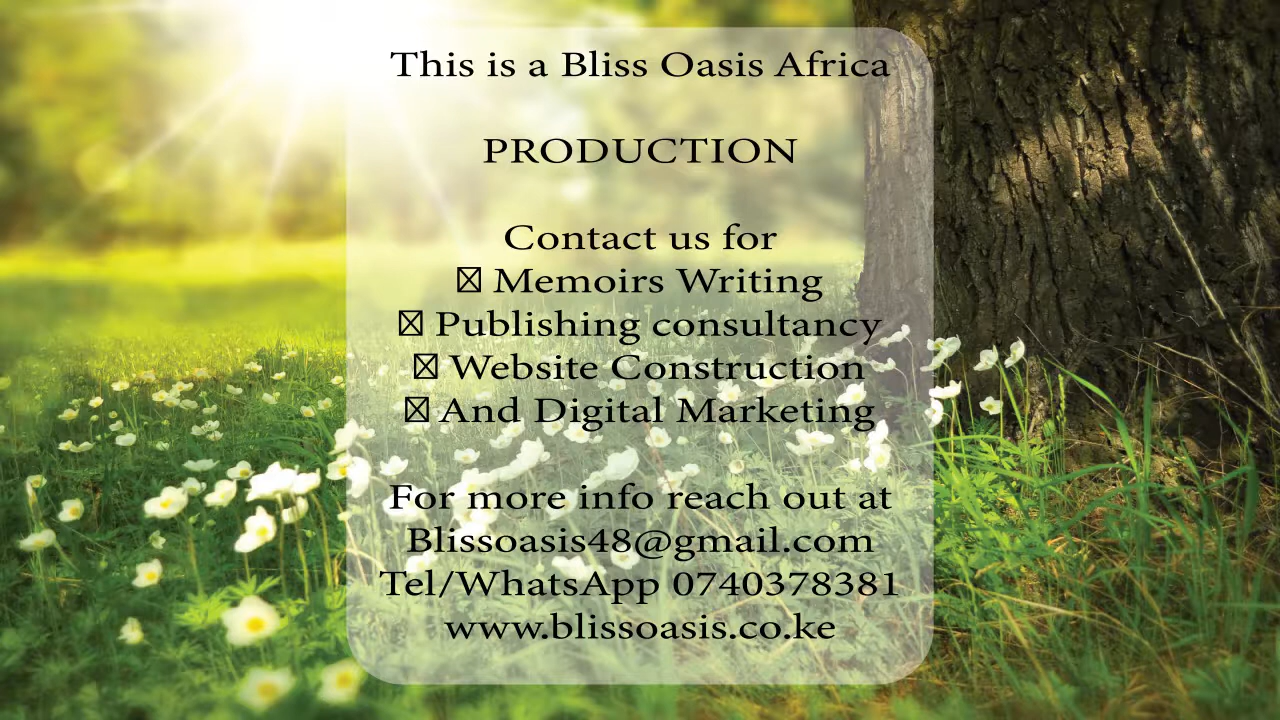 This is a Bliss Oasis Africa
PRODUCTION
Contact us for
☒ Memoirs Writing
☒ Publishing consultancy
☒ Website Construction
☒ And Digital Marketing
For more info reach out at
Blissoasis48@gmail.com
Tel/WhatsApp 0740378381
www.blissoasis.co.ke